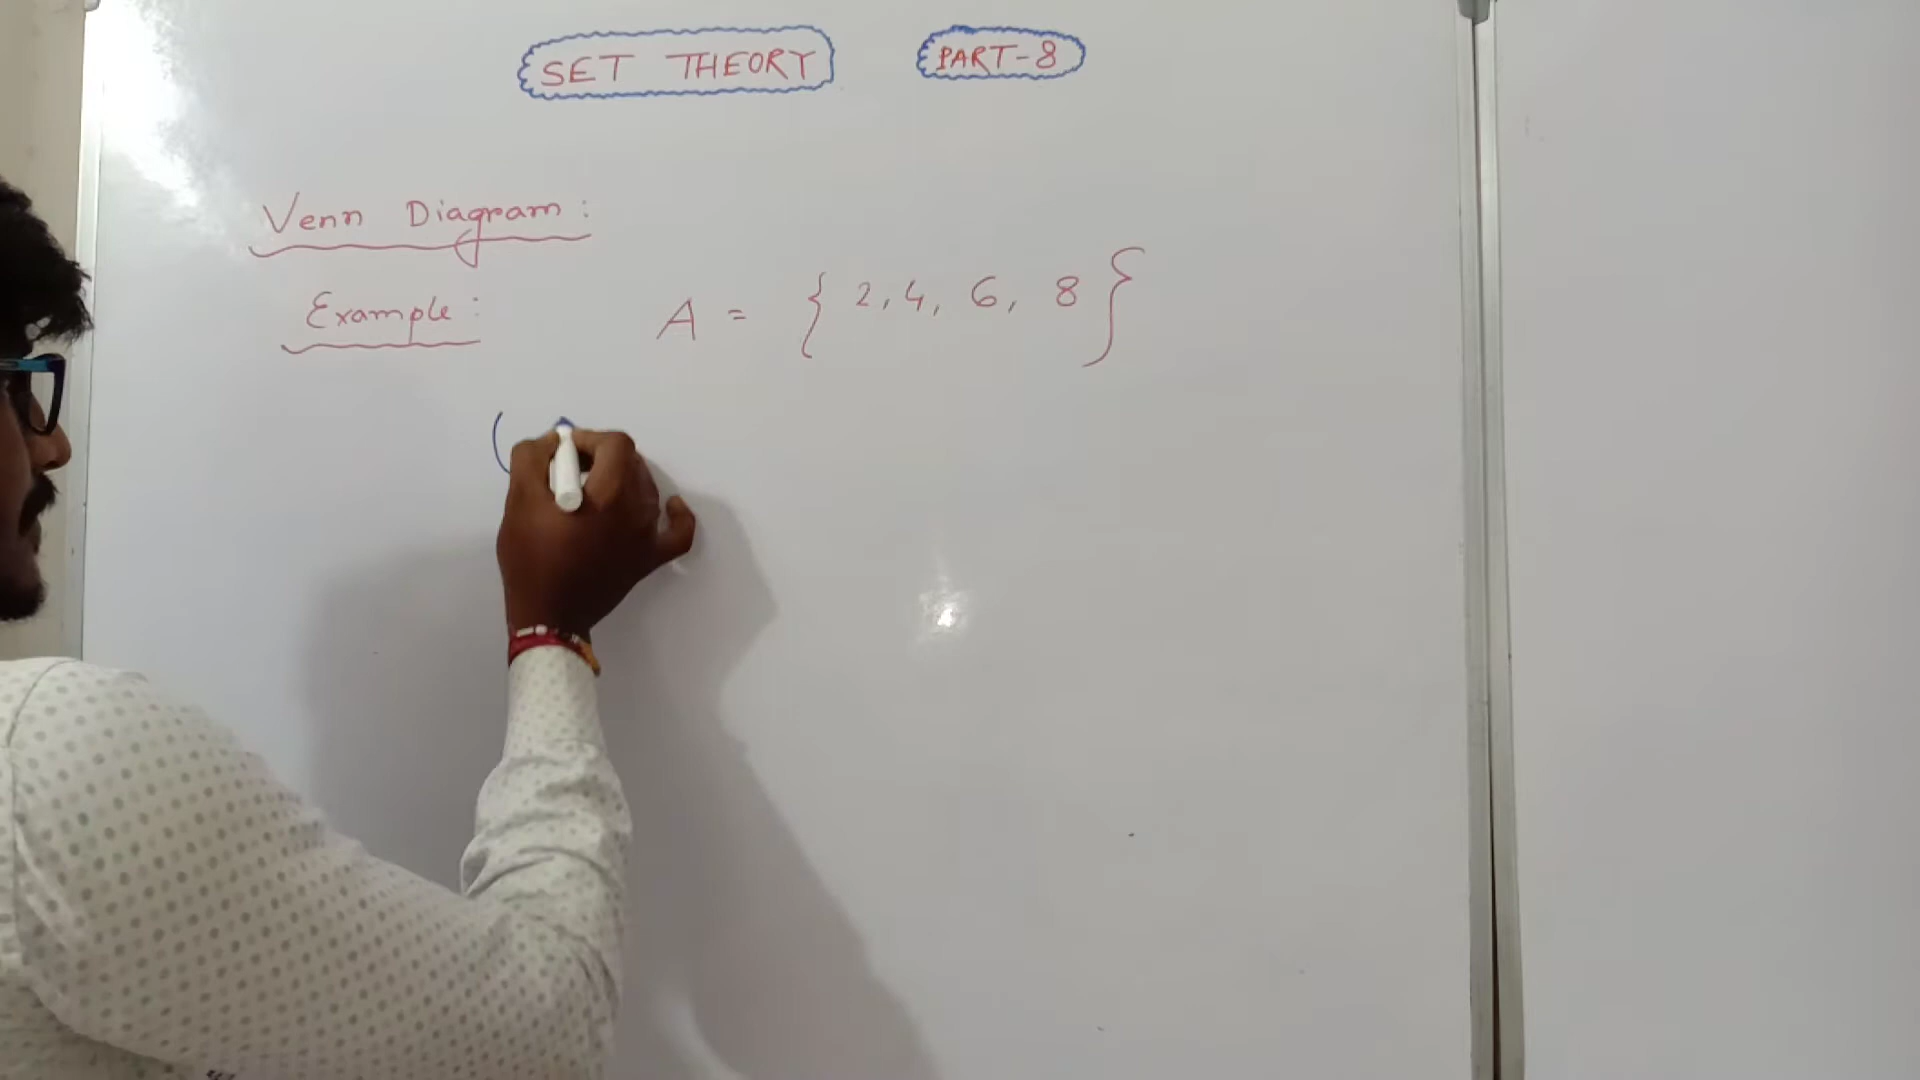 SET THEORY PART-8
Venn Diagram:
Example: A = { 2, 4, 6, 8 }